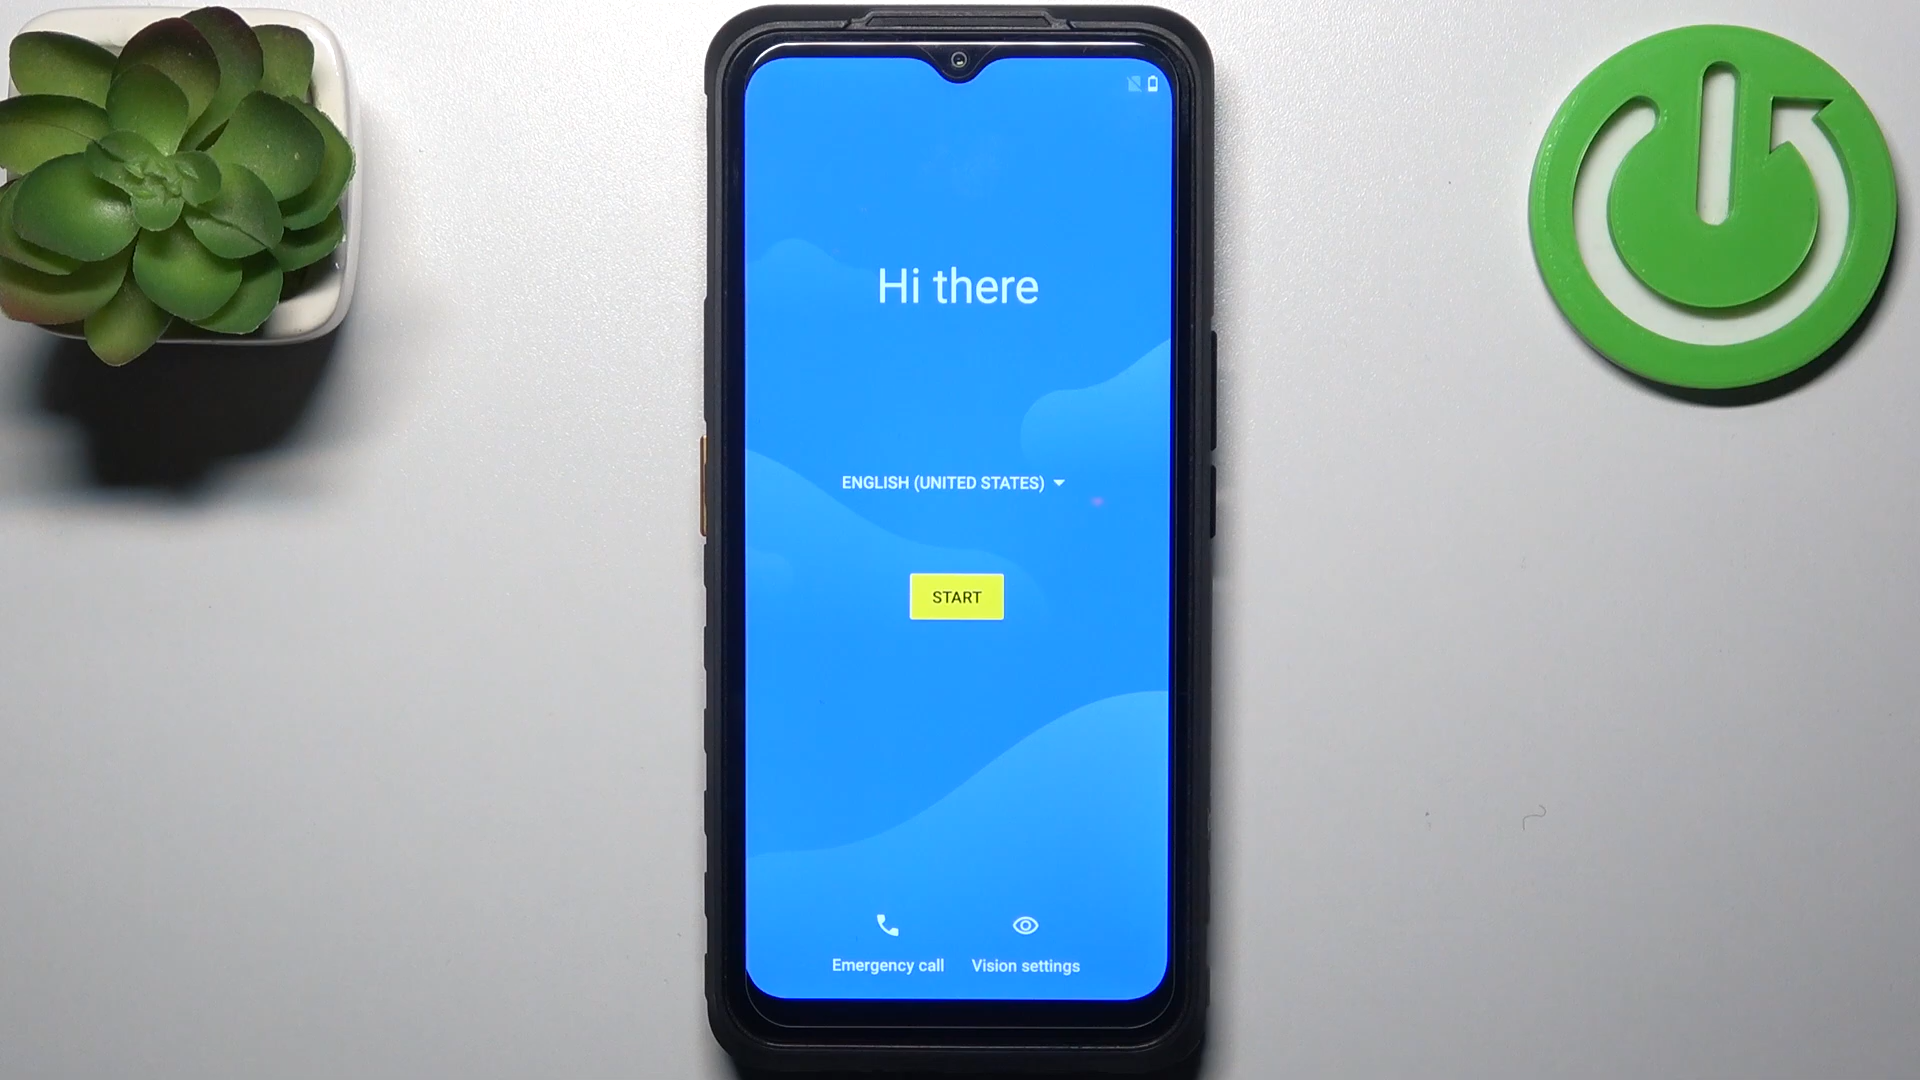 Hi there
ENGLISH (UNITED STATES)
START
Emergency call
Vision settings